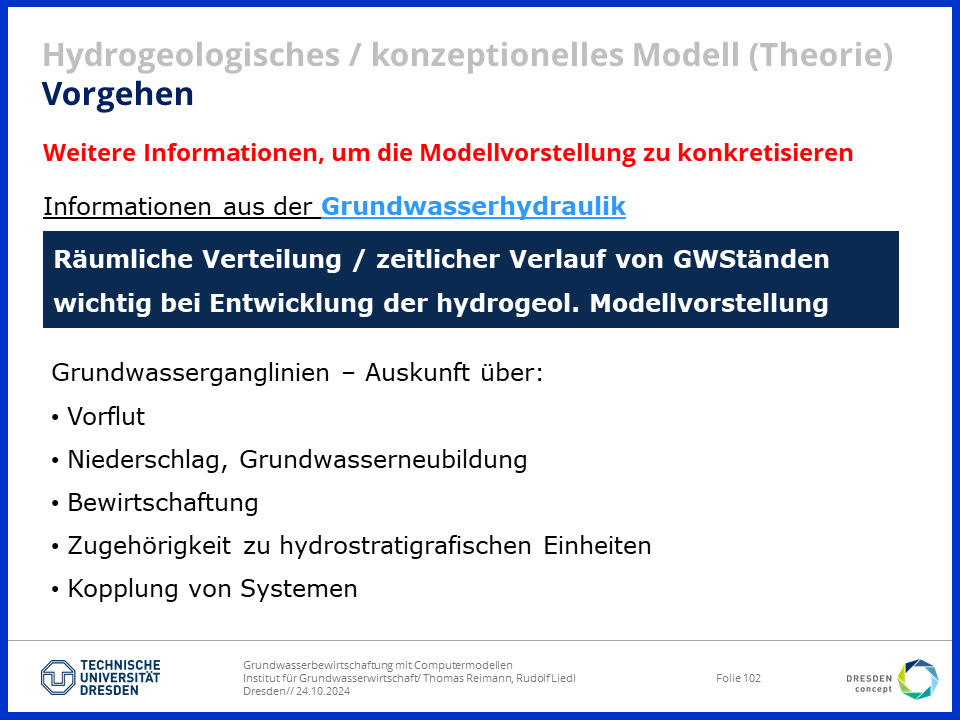 Hydrogeologisches / konzeptionelles Modell (Theorie)
Vorgehen
Weitere Informationen, um die Modellvorstellung zu konkretisieren
Informationen aus der Grundwasserhydraulik
Räumliche Verteilung / zeitlicher Verlauf von GWStänden
wichtig bei Entwicklung der hydrogeol. Modellvorstellung
Grundwasserganglinien – Auskunft über:
• Vorflut
• Niederschlag, Grundwasserneubildung
• Bewirtschaftung
• Zugehörigkeit zu hydrostratigrafischen Einheiten
• Kopplung von Systemen
TECHNISCHE
UNIVERSITÄT
DRESDEN
Grundwasserbewirtschaftung mit Computermodellen
Institut für Grundwasserwirtschaft/ Thomas Reimann, Rudolf Liedl
Dresden// 24.10.2024
Folie 102
DRESDEN
concept